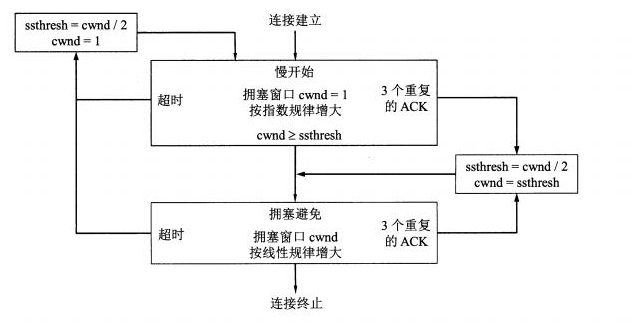 连接建立
ssthresh = cwnd / 2
cwnd = 1
慢开始
超时
拥塞窗口 cwnd = 1
按指数规律增大
3 个重复
的 ACK
cwnd ≥ ssthresh
ssthresh = cwnd / 2
cwnd = ssthresh
拥塞避免
超时
拥塞窗口 cwnd
按线性规律增大
3 个重复
的 ACK
连接终止